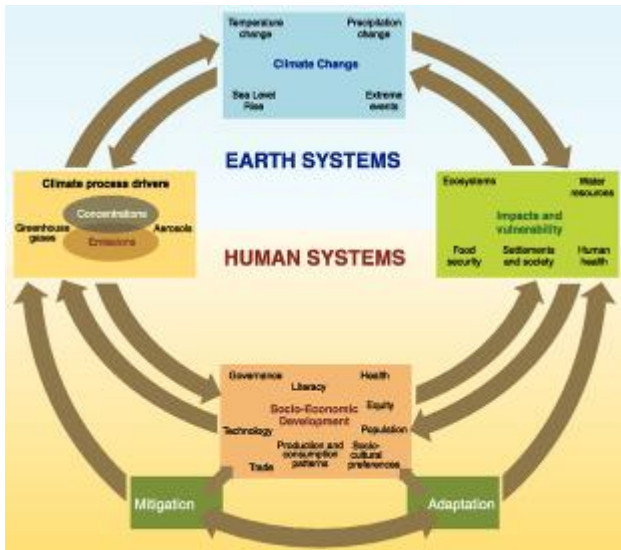 Temperature
change
Precipitation
change
Climate Change
Sea Level
Rise
Extreme
events
EARTH SYSTEMS
Climate process drivers
Concentrations
Greenhouse
gases
Aerosols
Emissions
Ecosystems
Water
resources
Impacts and
vulnerability
Food
security
Settlements
and society
Human
health
HUMAN SYSTEMS
Governance
Literacy
Health
Socio-Economic
Development
Equity
Technology
Population
Production and
consumption
patterns
Socio-
cultural
preferences
Trade
Mitigation
Adaptation